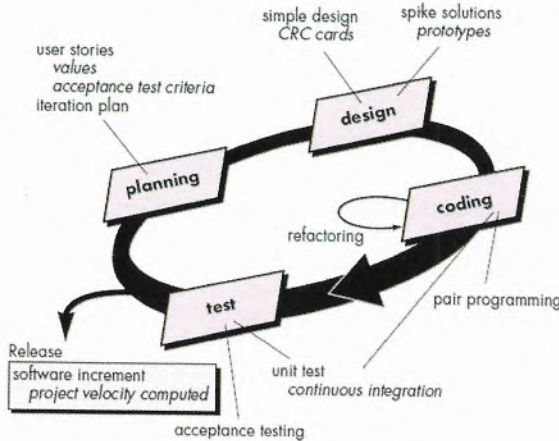 simple design
CRC cards
spike solutions
prototypes
user stories
values
acceptance test criteria
iteration plan
design
planning
coding
refactoring
test
pair programming
Release
software increment
project velocity computed
unit test
continuous integration
acceptance testing